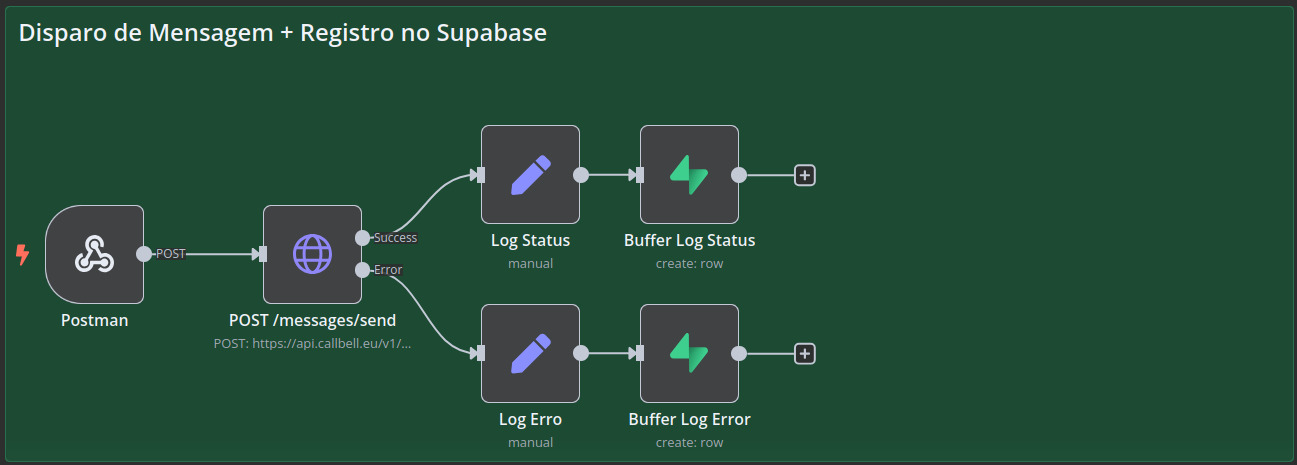 Disparo de Mensagem + Registro no Supabase
Postman
POST
POST /messages/send
POST: https://api.callbell.eu/v1/...
Success
Error
Log Status
manual
Buffer Log Status
create: row
Log Erro
manual
Buffer Log Error
create: row